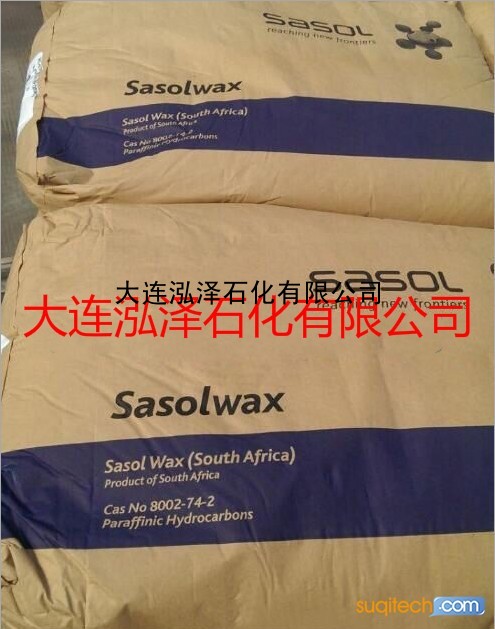 sasol
reaching new frontiers
Sasolwax
Sasol Wax (South Africa)
Product of South Africa
Cas No 8002-74-2
Paraffinic Hydrocarbons
sasol
reaching new frontiers
大连泓泽石化有限公司
大连泓泽石化有限公司
Sasolwax
Sasol Wax (South Africa)
Product of South Africa
Cas No 8002-74-2
Paraffinic Hydrocarbons
suqitech.com